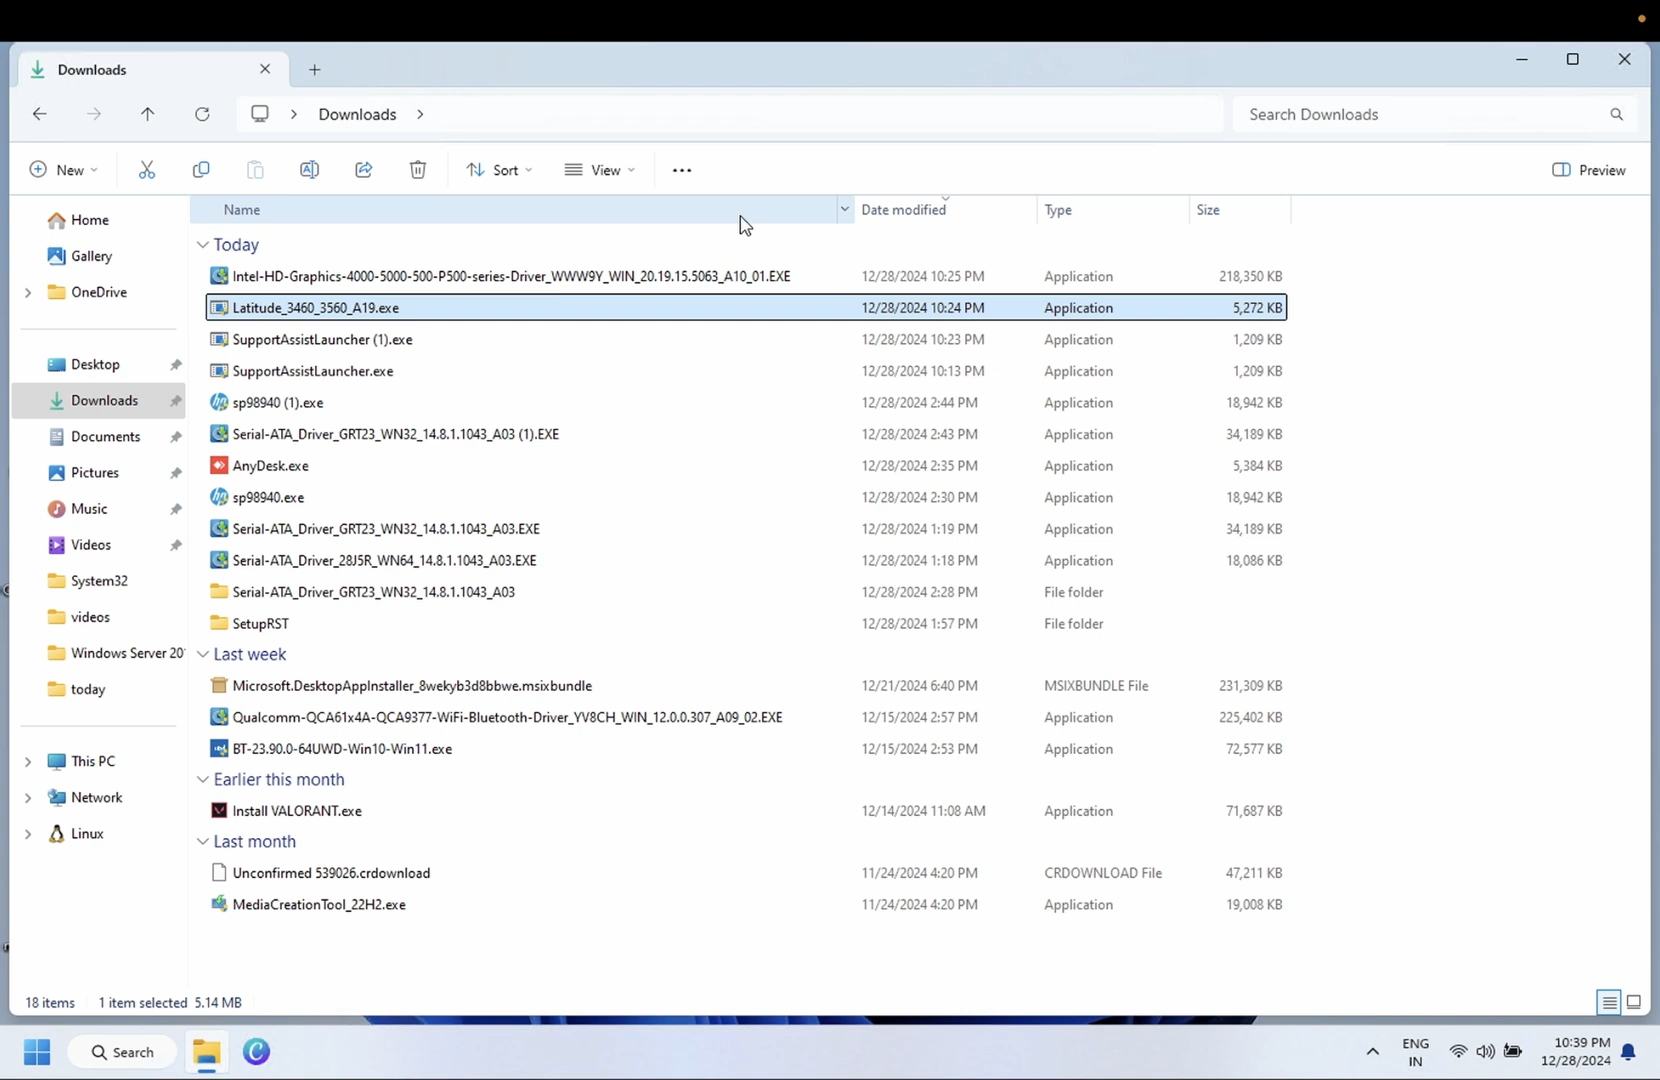 Downloads
Downloads
Search Downloads
New
Sort
View
Preview
Name Date modified Type Size
Home
Gallery
OneDrive
Desktop
Downloads
Documents
Pictures
Music
Videos
System32
videos
Windows Server 20
today
This PC
Network
Linux
Today
Intel-HD-Graphics-4000-5000-500-P500-series-Driver_WWW9Y_WIN_20.19.15.5063_A10_01.EXE 12/28/2024 10:25 PM Application 218,350 KB
Latitude_3460_3560_A19.exe 12/28/2024 10:24 PM Application 5,272 KB
SupportAssistLauncher (1).exe 12/28/2024 10:23 PM Application 1,209 KB
SupportAssistLauncher.exe 12/28/2024 10:13 PM Application 1,209 KB
sp98940 (1).exe 12/28/2024 2:44 PM Application 18,942 KB
Serial-ATA_Driver_GRT23_WN32_14.8.1.1043_A03 (1).EXE 12/28/2024 2:43 PM Application 34,189 KB
AnyDesk.exe 12/28/2024 2:35 PM Application 5,384 KB
sp98940.exe 12/28/2024 2:30 PM Application 18,942 KB
Serial-ATA_Driver_GRT23_WN32_14.8.1.1043_A03.EXE 12/28/2024 1:19 PM Application 34,189 KB
Serial-ATA_Driver_28J5R_WN64_14.8.1.1043_A03.EXE 12/28/2024 1:18 PM Application 18,086 KB
Serial-ATA_Driver_GRT23_WN32_14.8.1.1043_A03 12/28/2024 2:28 PM File folder
SetupRST 12/28/2024 1:57 PM File folder
Last week
Microsoft.DesktopAppInstaller_8wekyb3d8bbwe.msixbundle 12/21/2024 6:40 PM MSIXBUNDLE File 231,309 KB
Qualcomm-QCA61x4A-QCA9377-WiFi-Bluetooth-Driver_YV8CH_WIN_12.0.0.307_A09_02.EXE 12/15/2024 2:57 PM Application 225,402 KB
BT-23.90.0-64UWD-Win10-Win11.exe 12/15/2024 2:53 PM Application 72,577 KB
Earlier this month
Install VALORANT.exe 12/14/2024 11:08 AM Application 71,687 KB
Last month
Unconfirmed 539026.crdownload 11/24/2024 4:20 PM CRDOWNLOAD File 47,211 KB
MediaCreationTool_22H2.exe 11/24/2024 4:20 PM Application 19,008 KB
18 items 1 item selected 5.14 MB
Search
ENG
IN
10:39 PM
12/28/2024